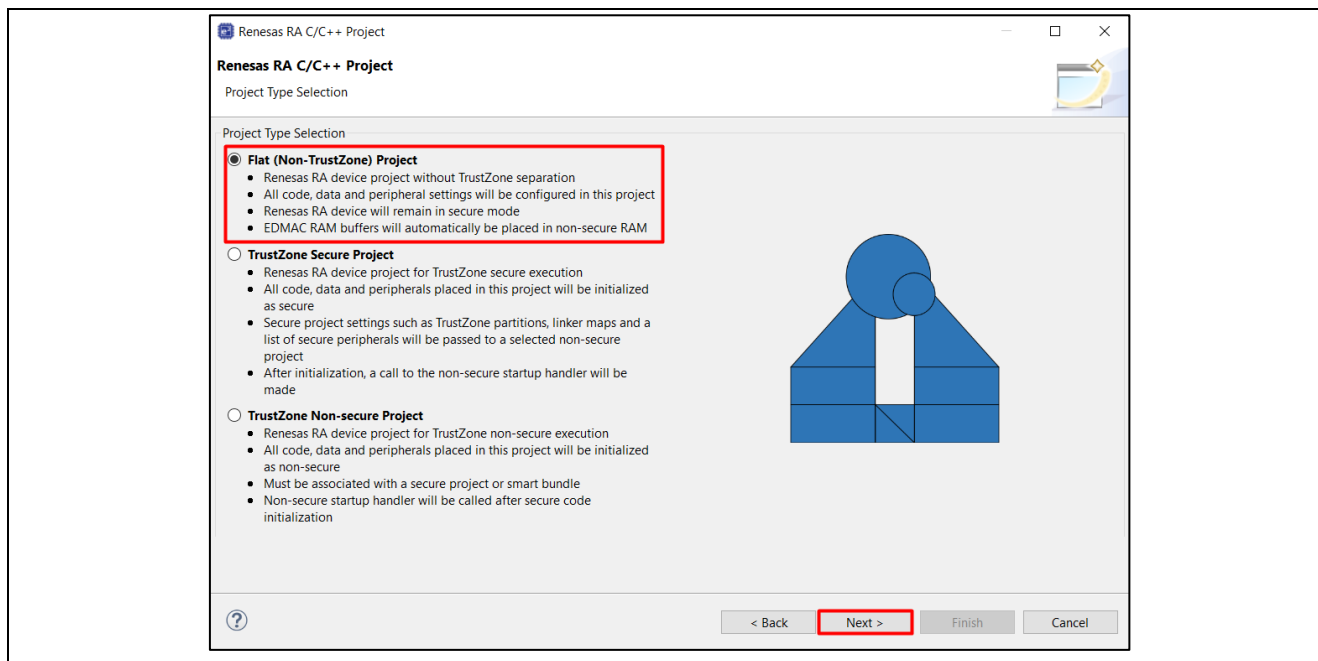 Renesas RA C/C++ Project
Renesas RA C/C++ Project
Project Type Selection
Project Type Selection
Flat (Non-TrustZone) Project
Renesas RA device project without TrustZone separation
All code, data and peripheral settings will be configured in this project
Renesas RA device will remain in secure mode
EDMAC RAM buffers will automatically be placed in non-secure RAM
TrustZone Secure Project
Renesas RA device project for TrustZone secure execution
All code, data and peripherals placed in this project will be initialized
as secure
Secure project settings such as TrustZone partitions, linker maps and a
list of secure peripherals will be passed to a selected non-secure
project
After initialization, a call to the non-secure startup handler will be
made
TrustZone Non-secure Project
Renesas RA device project for TrustZone non-secure execution
All code, data and peripherals placed in this project will be initialized
as non-secure
Must be associated with a secure project or smart bundle
Non-secure startup handler will be called after secure code
initialization
? < Back Next > Finish Cancel